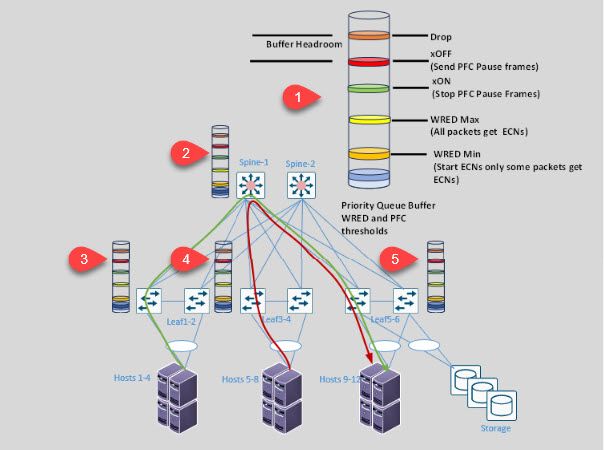 Buffer Headroom
Drop
xOFF
(Send PFC Pause frames)
xON
(Stop PFC Pause Frames)
1
WRED Max
(All packets get ECNs)
WRED Min
(Start ECNs only some packets get
ECNs)
2
Spine-1
Spine-2
Priority Queue Buffer
WRED and PFC
thresholds
3
4
5
Leaf1-2
Leaf3-4
Leaf5-6
Hosts 1-4
Hosts 5-8
Storage